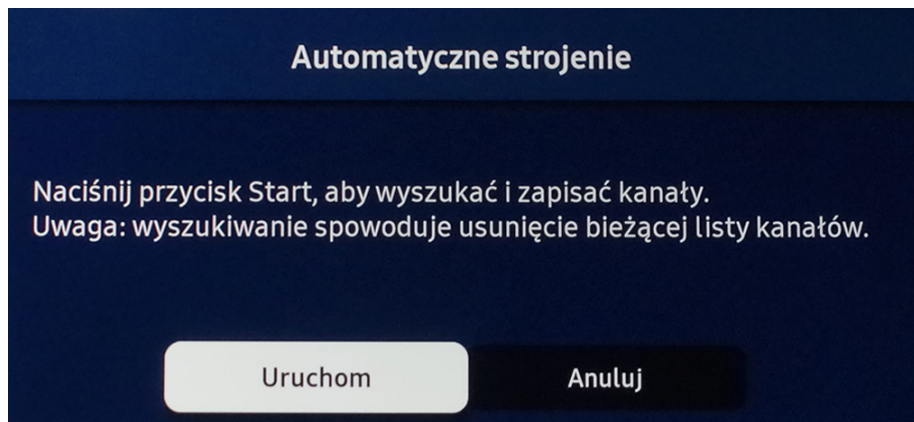 Automatyczne strojenie
Naciśnij przycisk Start, aby wyszukać i zapisać kanały.
Uwaga: wyszukiwanie spowoduje usunięcie bieżącej listy kanałów.
Uruchom
Anuluj